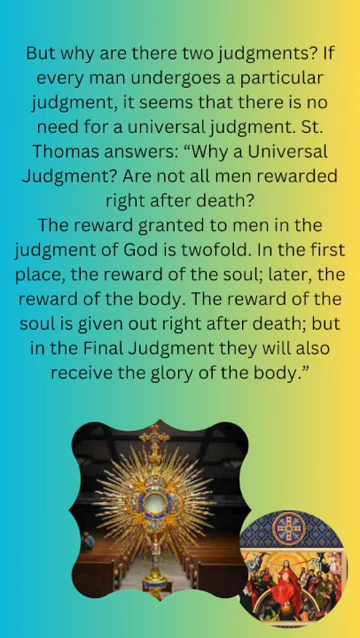 But why are there two judgments? If
every man undergoes a particular
judgment, it seems that there is no
need for a universal judgment. St.
Thomas answers: “Why a Universal
Judgment? Are not all men rewarded
right after death?
The reward granted to men in the
judgment of God is twofold. In the first
place, the reward of the soul; later, the
reward of the body. The reward of the
soul is given out right after death; but
in the Final Judgment they will also
receive the glory of the body.”